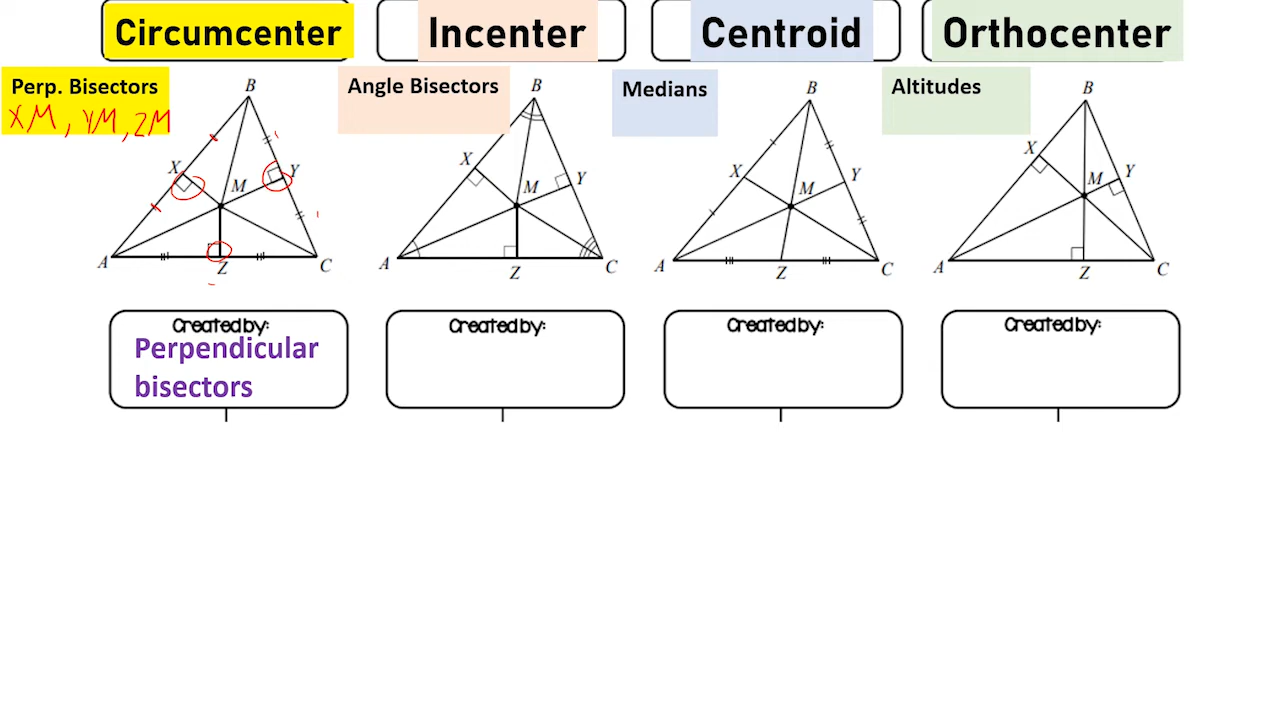 Circumcenter
Incenter
Centroid
Orthocenter
Perp. Bisectors
XM, YM, ZM
Angle Bisectors
Medians
Altitudes
B
X
Y
M
A
Z
C
B
X
Y
M
A
Z
C
B
X
Y
M
A
Z
C
B
X
Y
M
A
Z
C
Created by:
Perpendicular
bisectors
Created by:
Created by:
Created by: